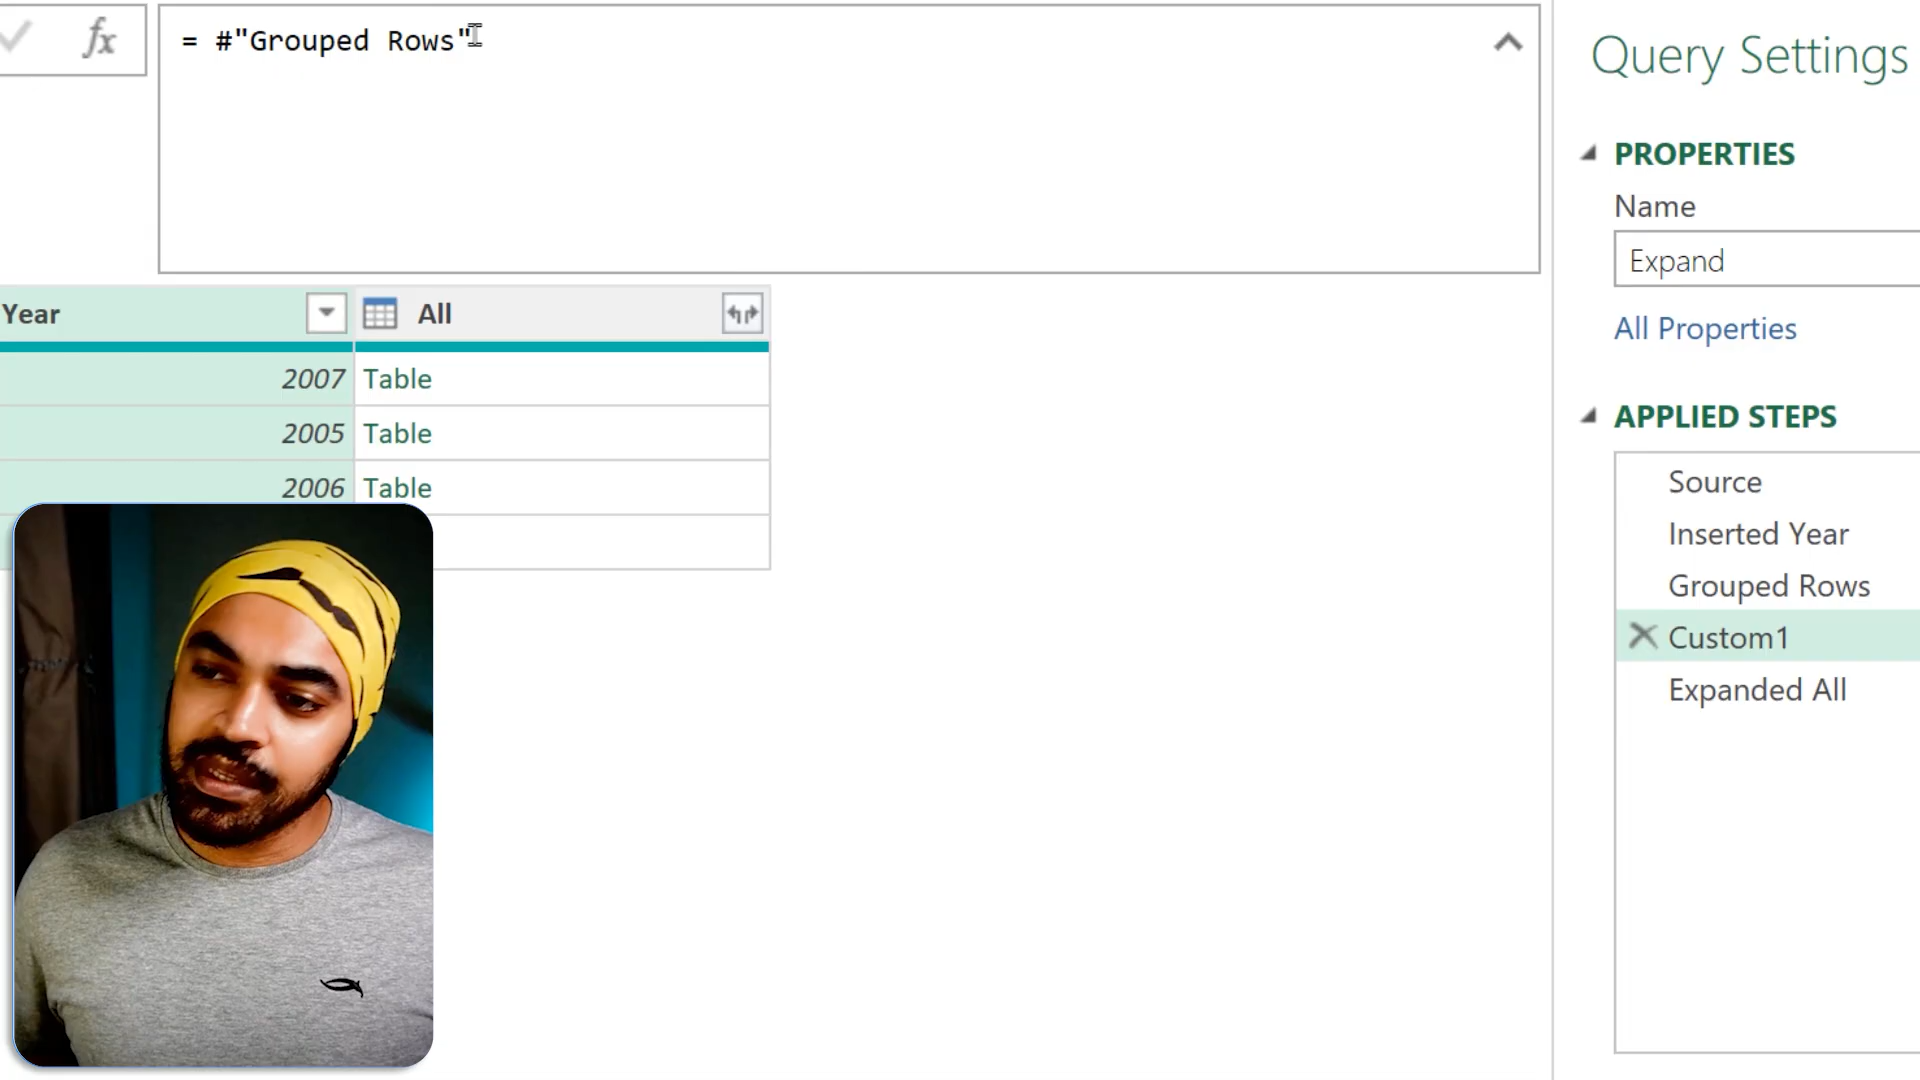 fx
= #"Grouped Rows"
Query Settings
PROPERTIES
Name
Expand
All Properties
APPLIED STEPS
Source
Inserted Year
Grouped Rows
Custom1
Expanded All
Year All
2007 Table
2005 Table
2006 Table